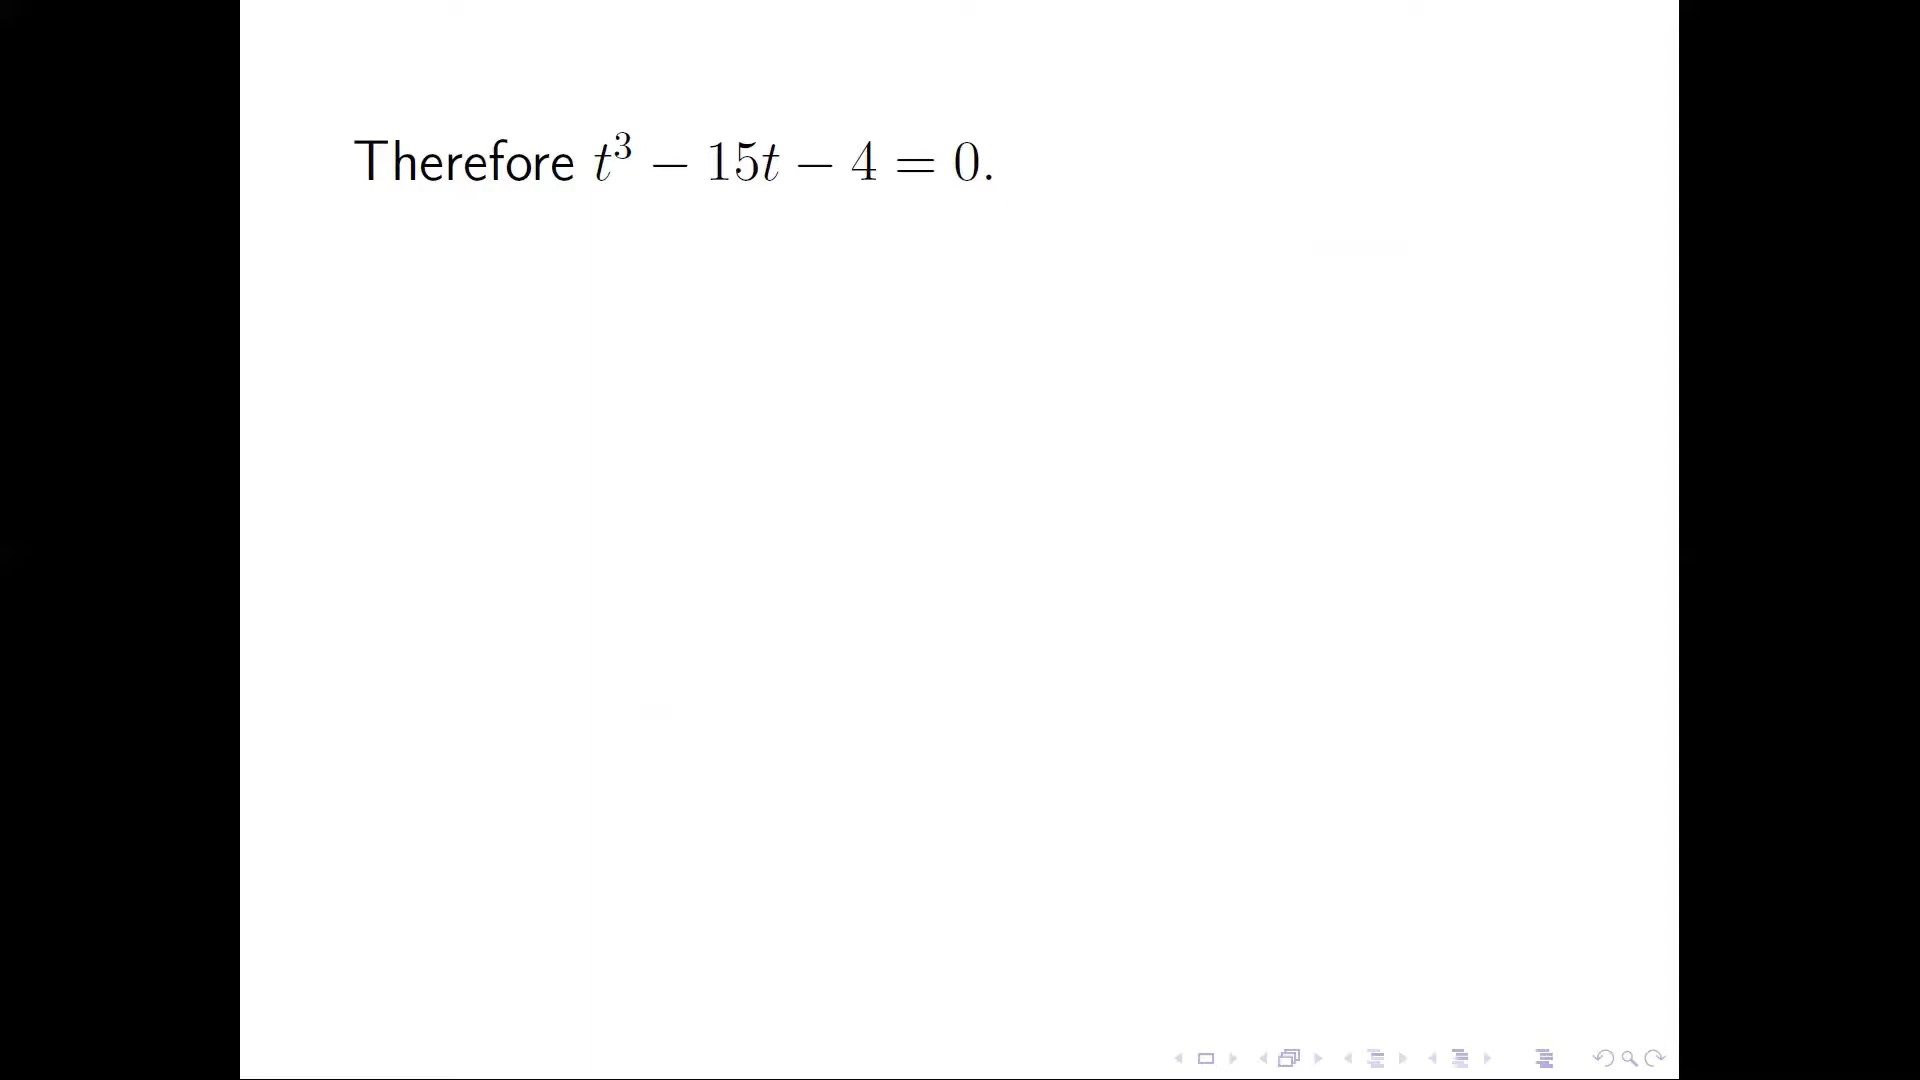 Therefore t³ − 15t − 4 = 0.